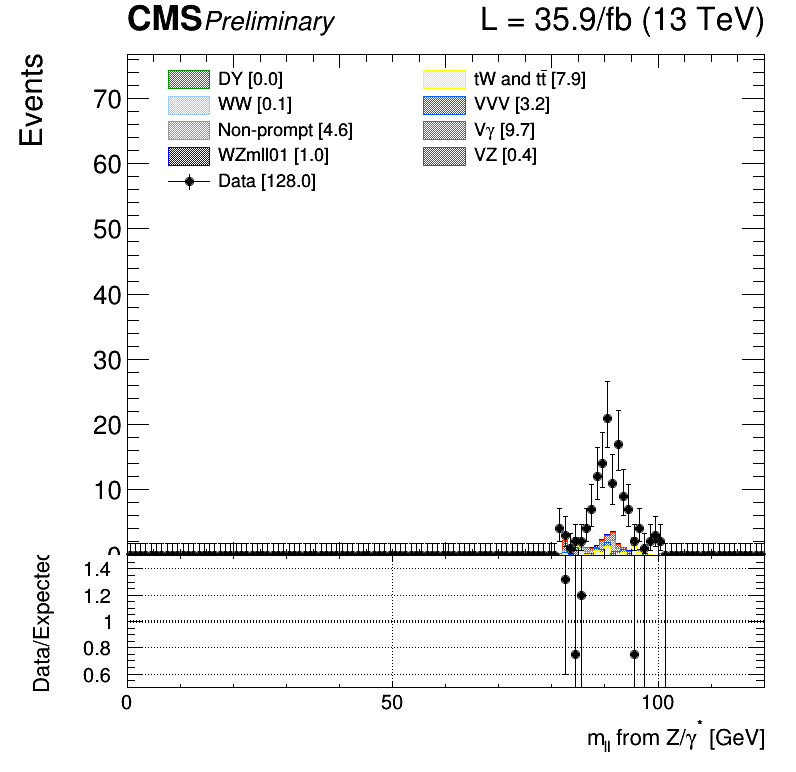 CMS Preliminary L = 35.9/fb (13 TeV)
Events
DY [0.0]
WW [0.1]
Non-prompt [4.6]
WZmll01 [1.0]
Data [128.0]
tW and tt̄ [7.9]
VVV [3.2]
Vγ [9.7]
VZ [0.4]
70
60
50
40
30
20
10
0
Data/Expected
1.4
1.2
1
0.8
0.6
0 50 100
m_ll from Z/γ* [GeV]